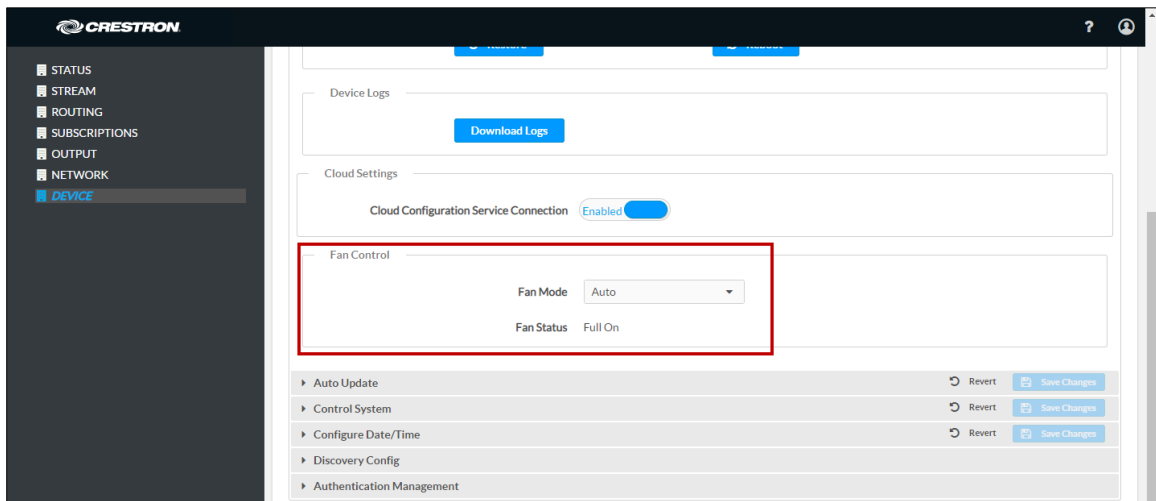 CRESTRON
?
STATUS
STREAM
ROUTING
SUBSCRIPTIONS
OUTPUT
NETWORK
DEVICE
Restore Reboot
Device Logs
Download Logs
Cloud Settings
Cloud Configuration Service Connection Enabled
Fan Control
Fan Mode Auto
Fan Status Full On
Auto Update Revert Save Changes
Control System Revert Save Changes
Configure Date/Time Revert Save Changes
Discovery Config
Authentication Management